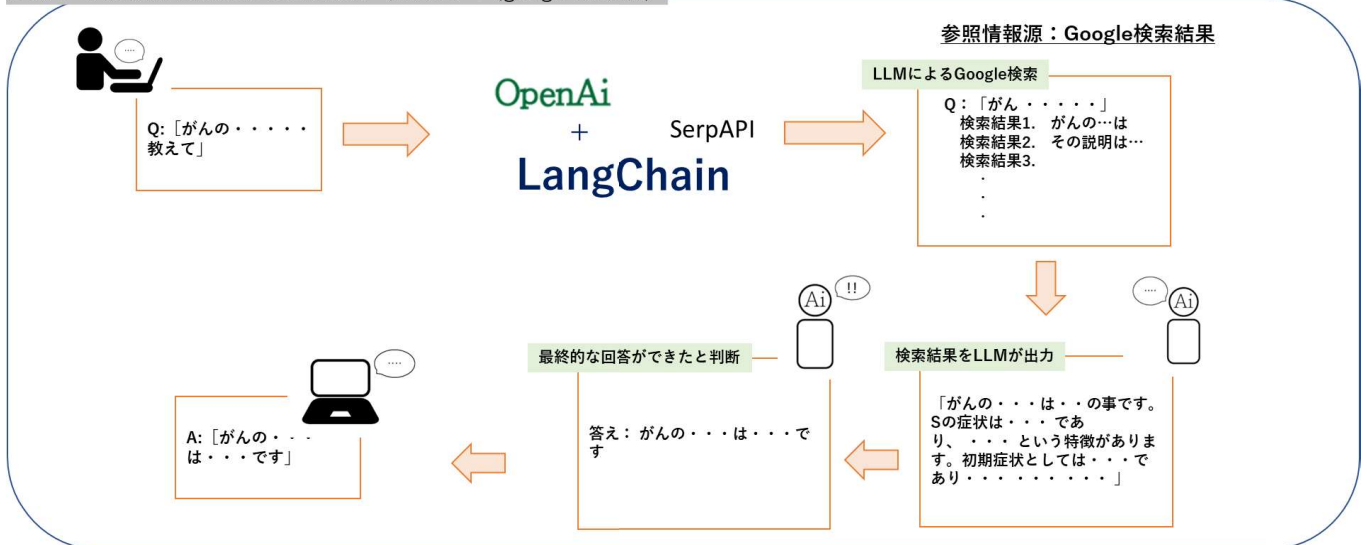 参照情報源：Google検索結果
....
Q:［がんの・・・・・
教えて」
OpenAi
+
SerpAPI
LangChain
LLMによるGoogle検索
Q：「がん ・・・・・」
検索結果1. がんの…は
検索結果2. その説明は…
検索結果3.
・
・
・
Ai
....
検索結果をLLMが出力
「がんの・・・は・・の事です。
Sの症状は・・・ であ
り、 ・・・ という特徴がありま
す。初期症状としては・・・で
あり・・・ ・・・・・・ 」
Ai
!!
最終的な回答ができたと判断
答え： がんの・・・は・・・で
す
....
A:［がんの・・・
は・・・です」